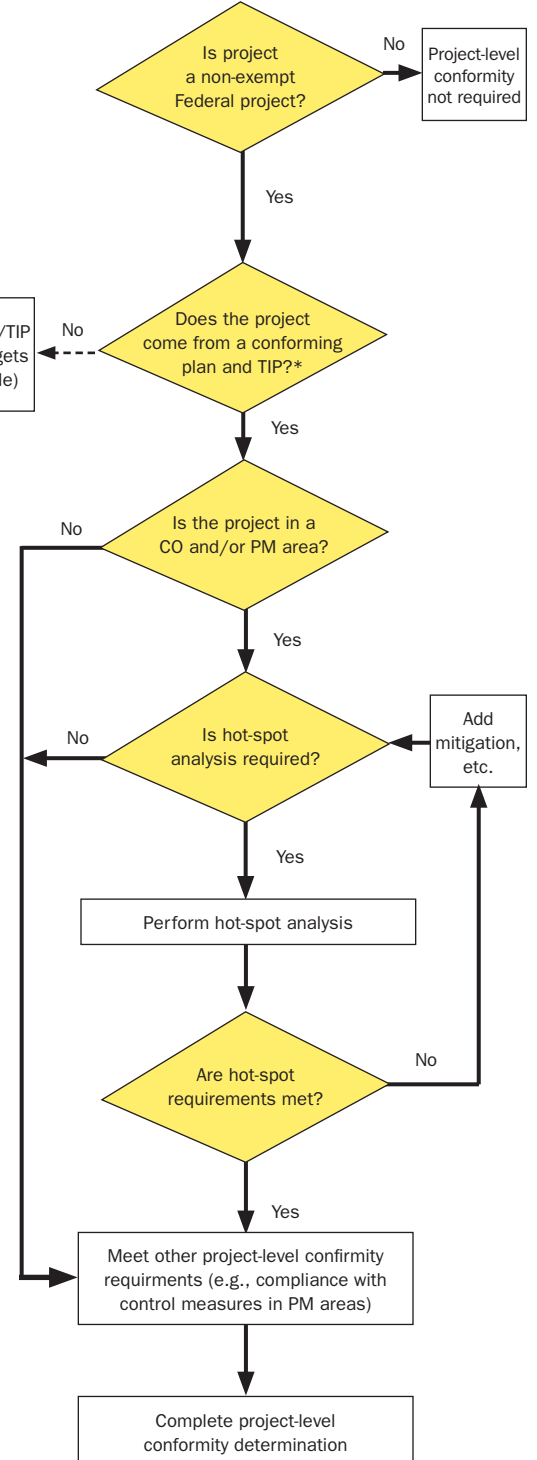 Is project
a non-exempt
Federal project?
No
Project-level
conformity
not required
Yes
/TIP
No
Does the project
come from a conforming
plan and TIP?*
Yes
Is the project in a
CO and/or PM area?
No
Yes
Is hot-spot
analysis required?
No
Add
mitigation,
etc.
Yes
Perform hot-spot analysis
Are hot-spot
requirements met?
No
Yes
Meet other project-level confirmity
requirments (e.g., compliance with
control measures in PM areas)
Complete project-level
conformity determination